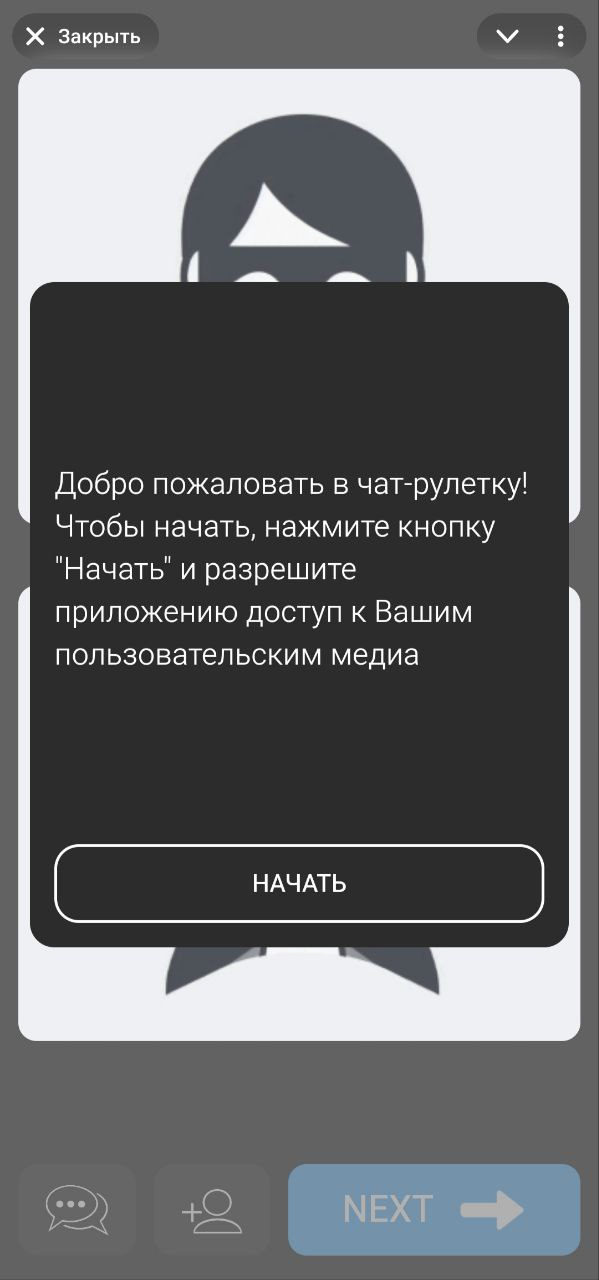 Закрыть
Добро пожаловать в чат-рулетку!
Чтобы начать, нажмите кнопку
"Начать" и разрешите
приложению доступ к Вашим
пользовательским медиа
НАЧАТЬ
NEXT